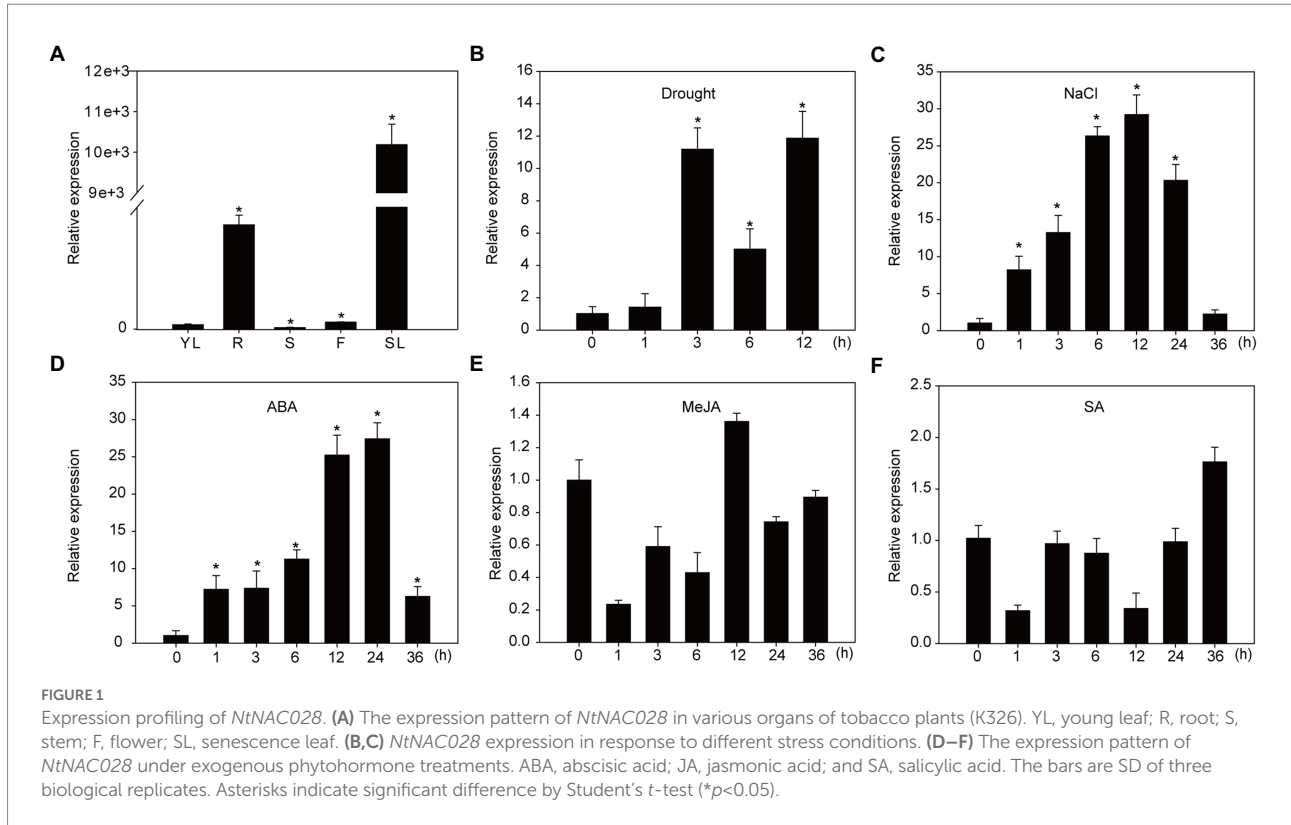 A
12e+3
11e+3
10e+3
9e+3
0
Relative expression
*
*
*
*
YL R S F SL
B
Drought
16
14
12
10
8
6
4
2
0
Relative expression
*
*
*
0 1 3 6 12 (h)
C
NaCl
35
30
25
20
15
10
5
0
Relative expression
*
*
*
*
*
0 1 3 6 12 24 36 (h)
D
ABA
35
30
25
20
15
10
5
0
Relative expression
*
*
*
*
*
*
0 1 3 6 12 24 36 (h)
E
MeJA
1.6
1.4
1.2
1.0
0.8
0.6
0.4
0.2
0.0
Relative expression
0 1 3 6 12 24 36 (h)
F
SA
2.5
2.0
1.5
1.0
0.5
0.0
Relative expression
0 1 3 6 12 24 36 (h)
FIGURE 1
Expression profiling of NtNAC028. (A) The expression pattern of NtNAC028 in various organs of tobacco plants (K326). YL, young leaf; R, root; S,
stem; F, flower; SL, senescence leaf. (B,C) NtNAC028 expression in response to different stress conditions. (D–F) The expression pattern of
NtNAC028 under exogenous phytohormone treatments. ABA, abscisic acid; JA, jasmonic acid; and SA, salicylic acid. The bars are SD of three
biological replicates. Asterisks indicate significant difference by Student's t-test (*p<0.05).